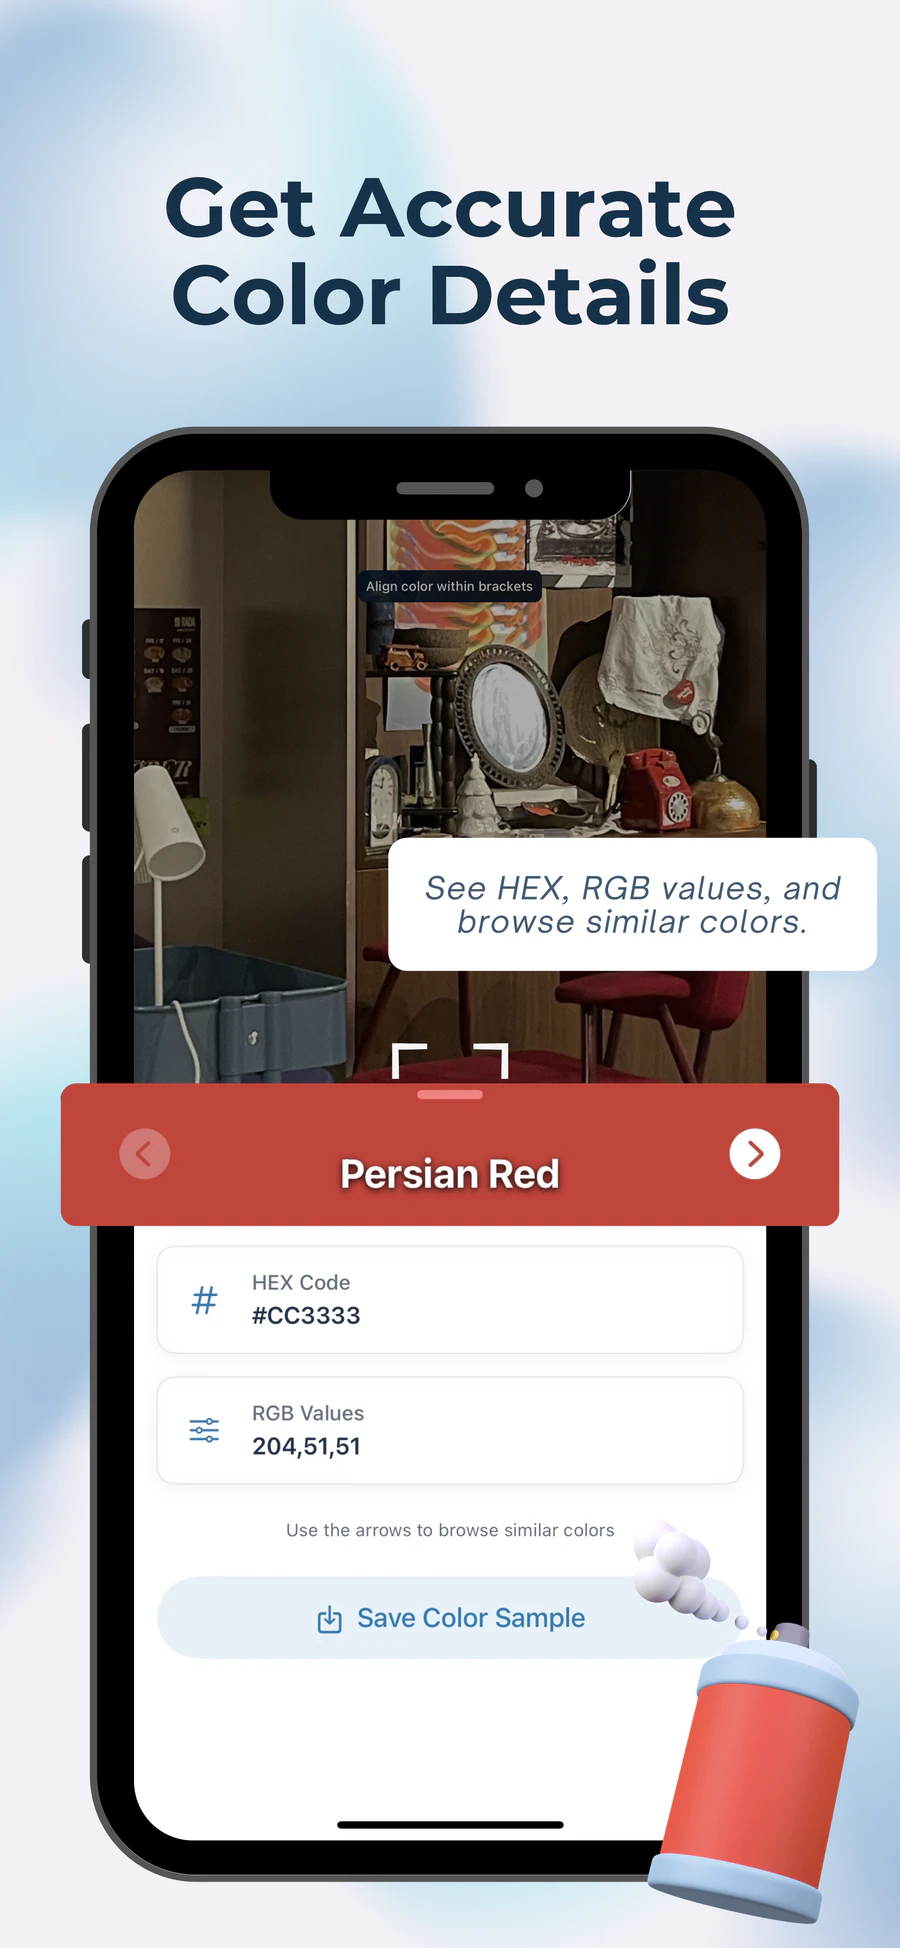 Get Accurate
Color Details
Align color within brackets
See HEX, RGB values, and
browse similar colors.
Persian Red
HEX Code
#CC3333
RGB Values
204,51,51
Use the arrows to browse similar colors
Save Color Sample